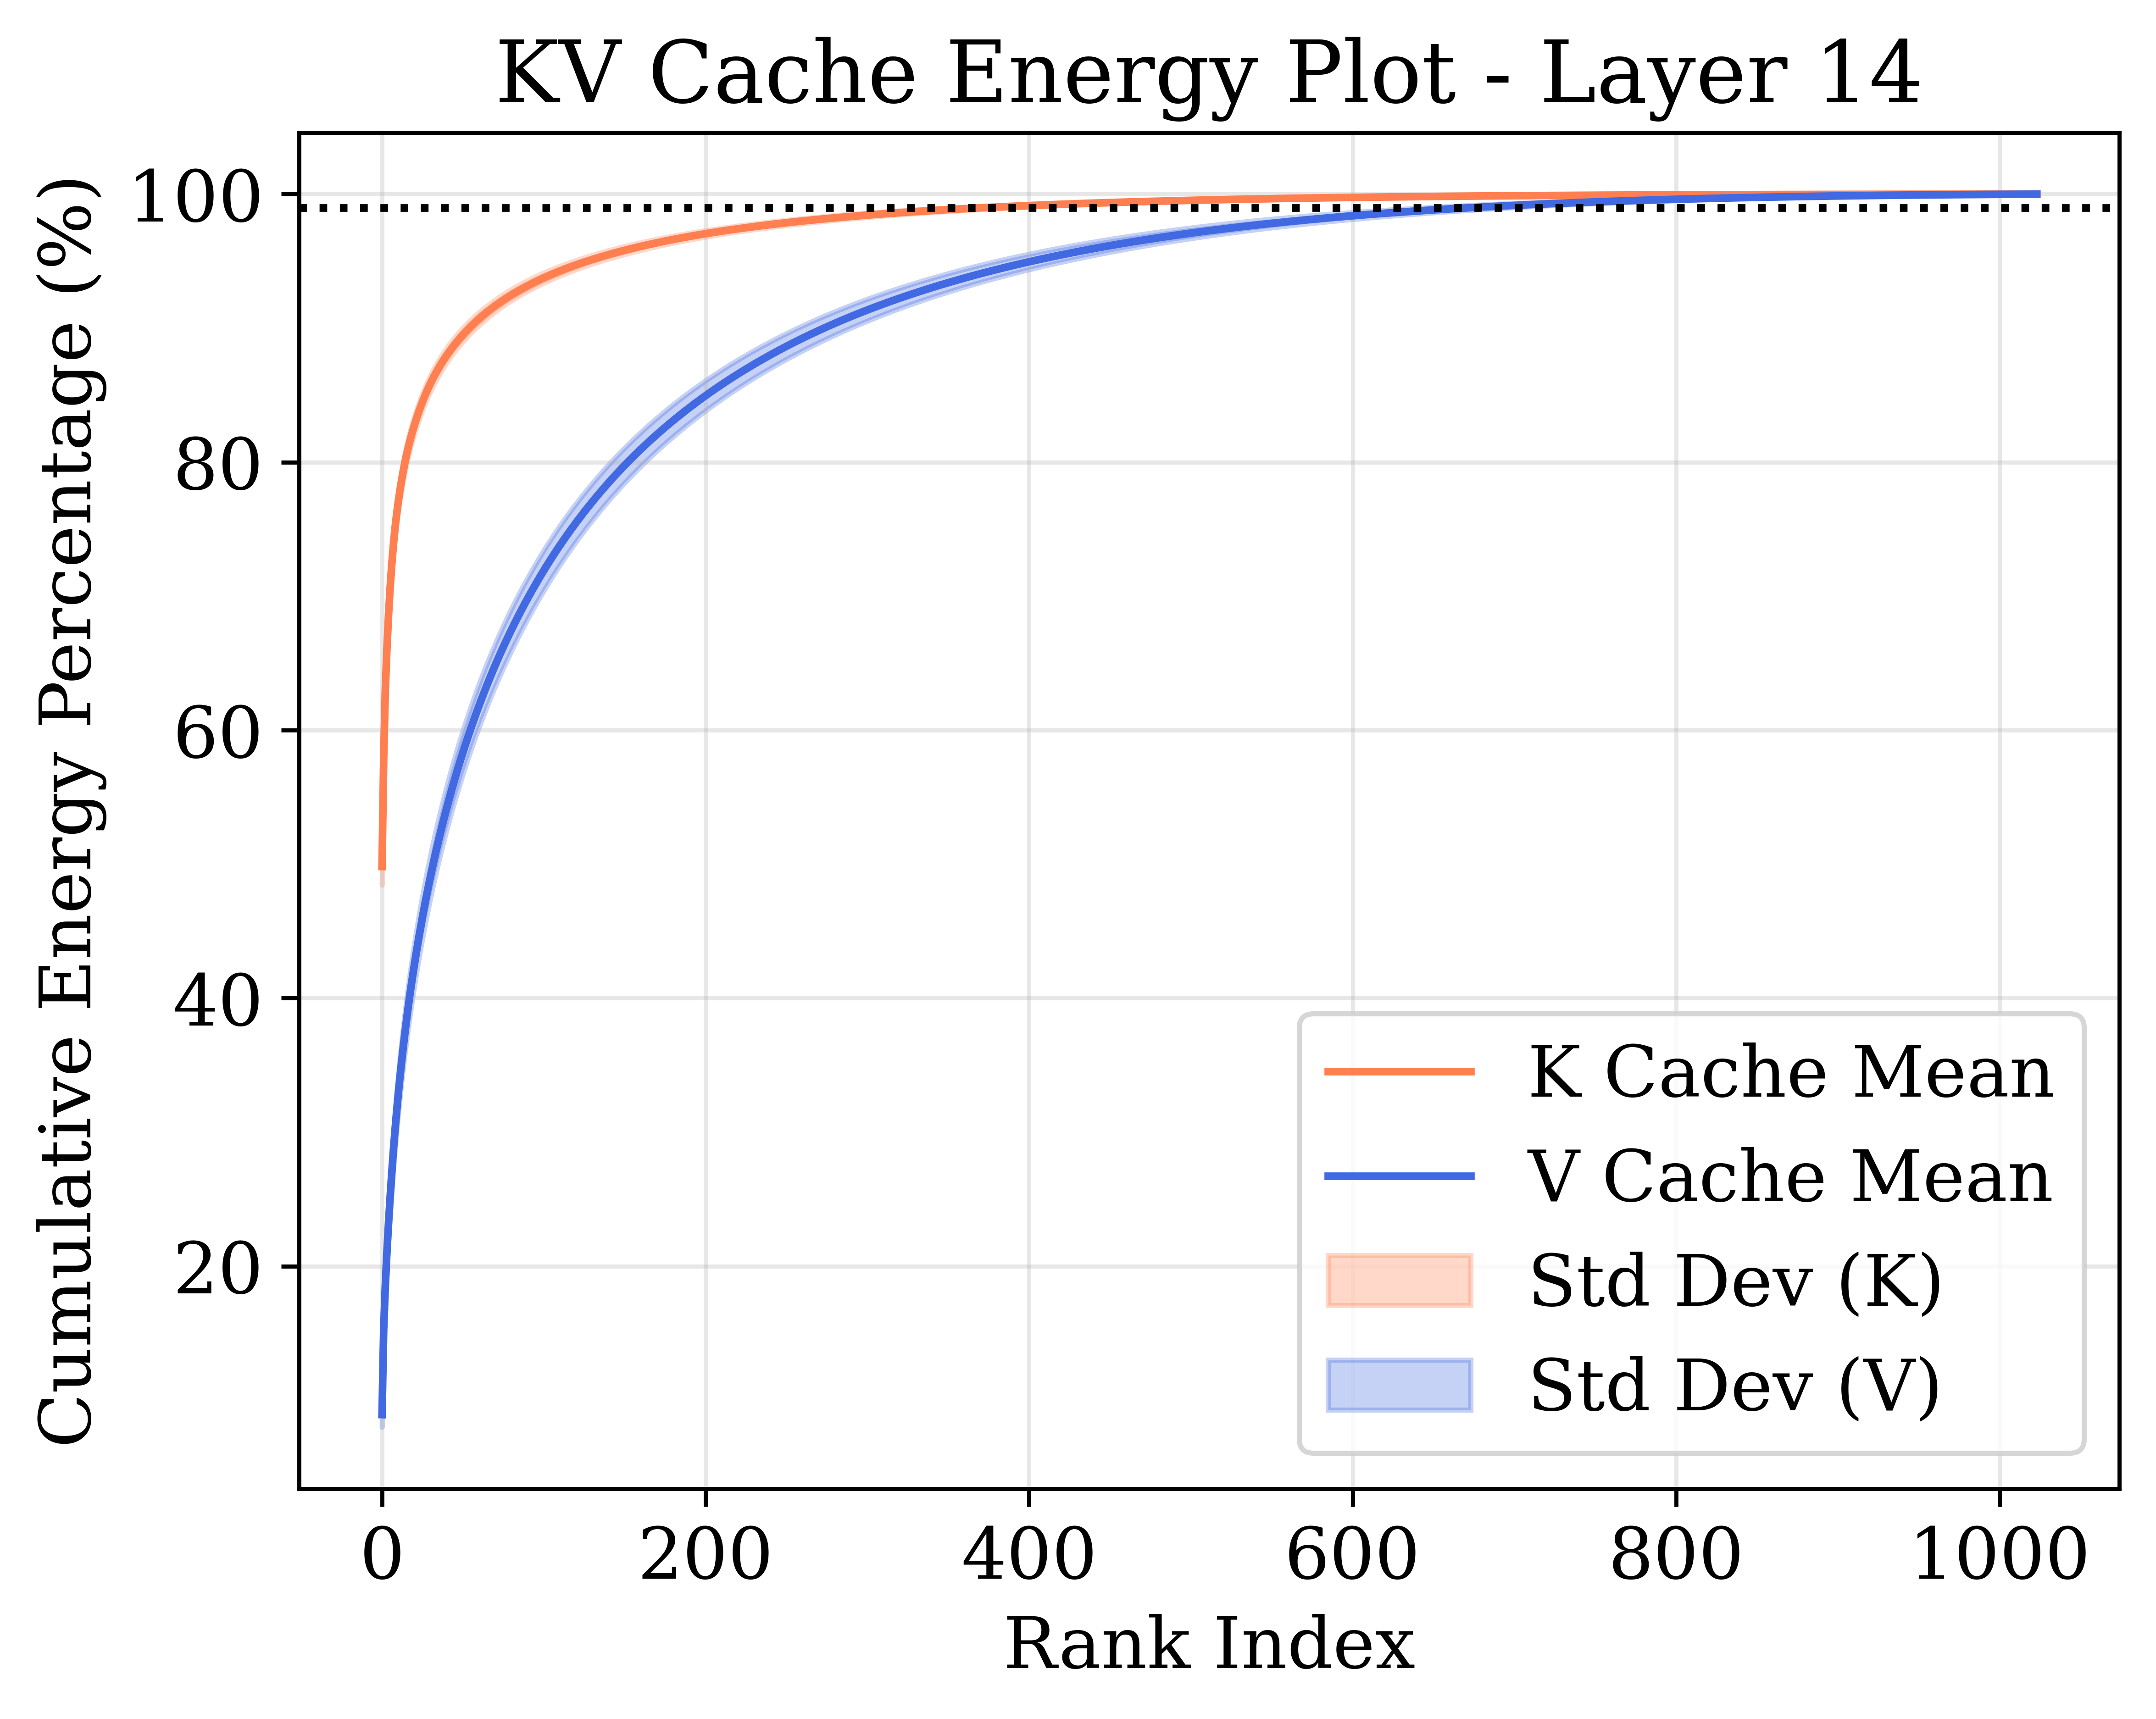 KV Cache Energy Plot - Layer 14
Cumulative Energy Percentage (%)
100
80
60
40
20
K Cache Mean
V Cache Mean
Std Dev (K)
Std Dev (V)
0 200 400 600 800 1000
Rank Index